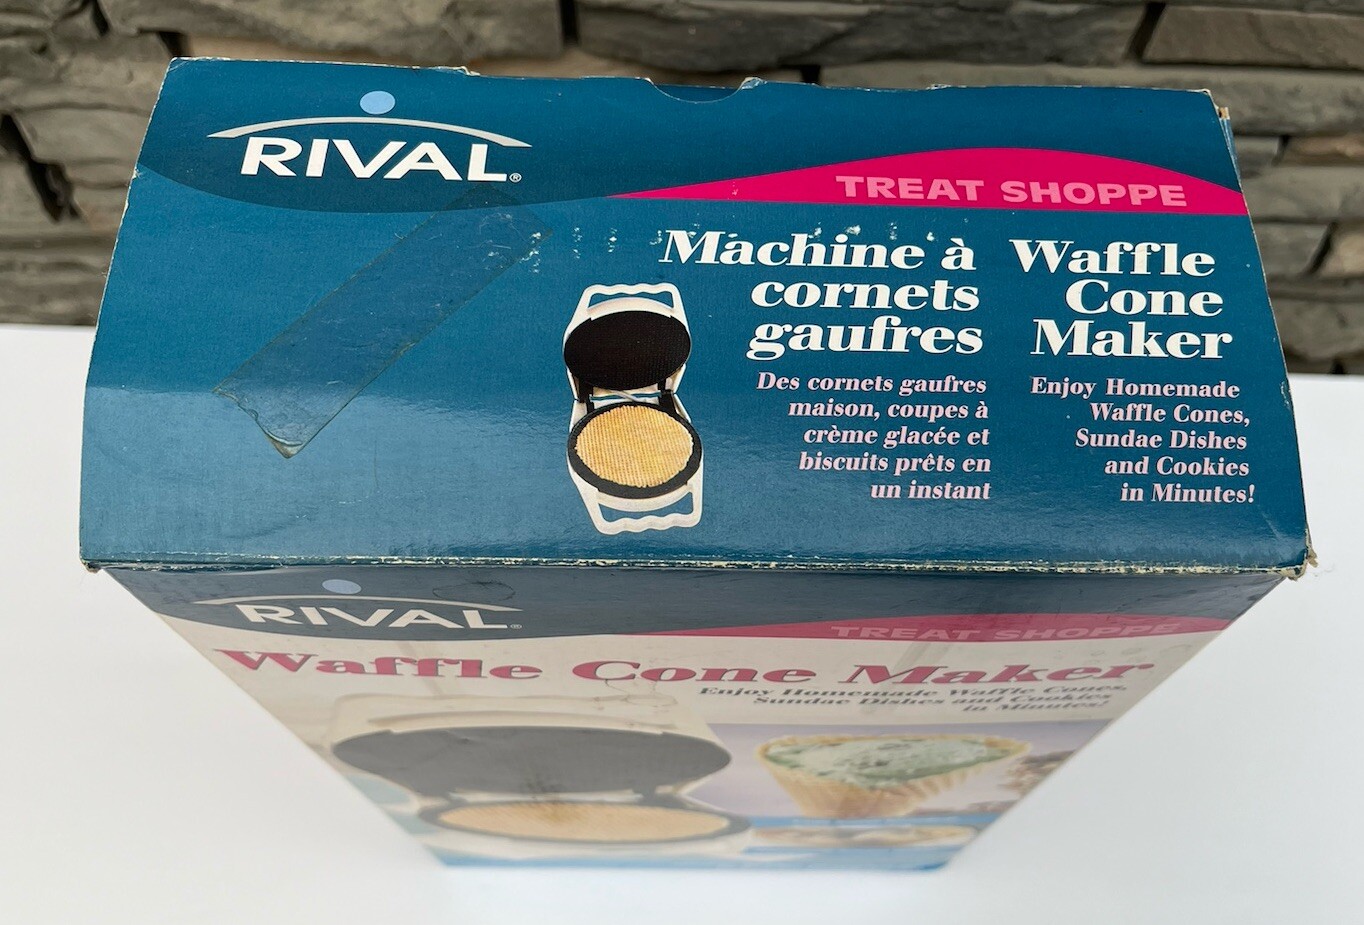 RIVAL®
TREAT SHOPPE
Machine à
cornets
gaufres
Des cornets gaufres
maison, coupes à
crème glacée et
biscuits prêts en
un instant
Waffle
Cone
Maker
Enjoy Homemade
Waffle Cones,
Sundae Dishes
and Cookies
in Minutes!
RIVAL®
TREAT SHOPPE
Waffle Cone Maker
Enjoy Homemade Waffle Cones,
Sundae Dishes and Cookies
in Minutes!